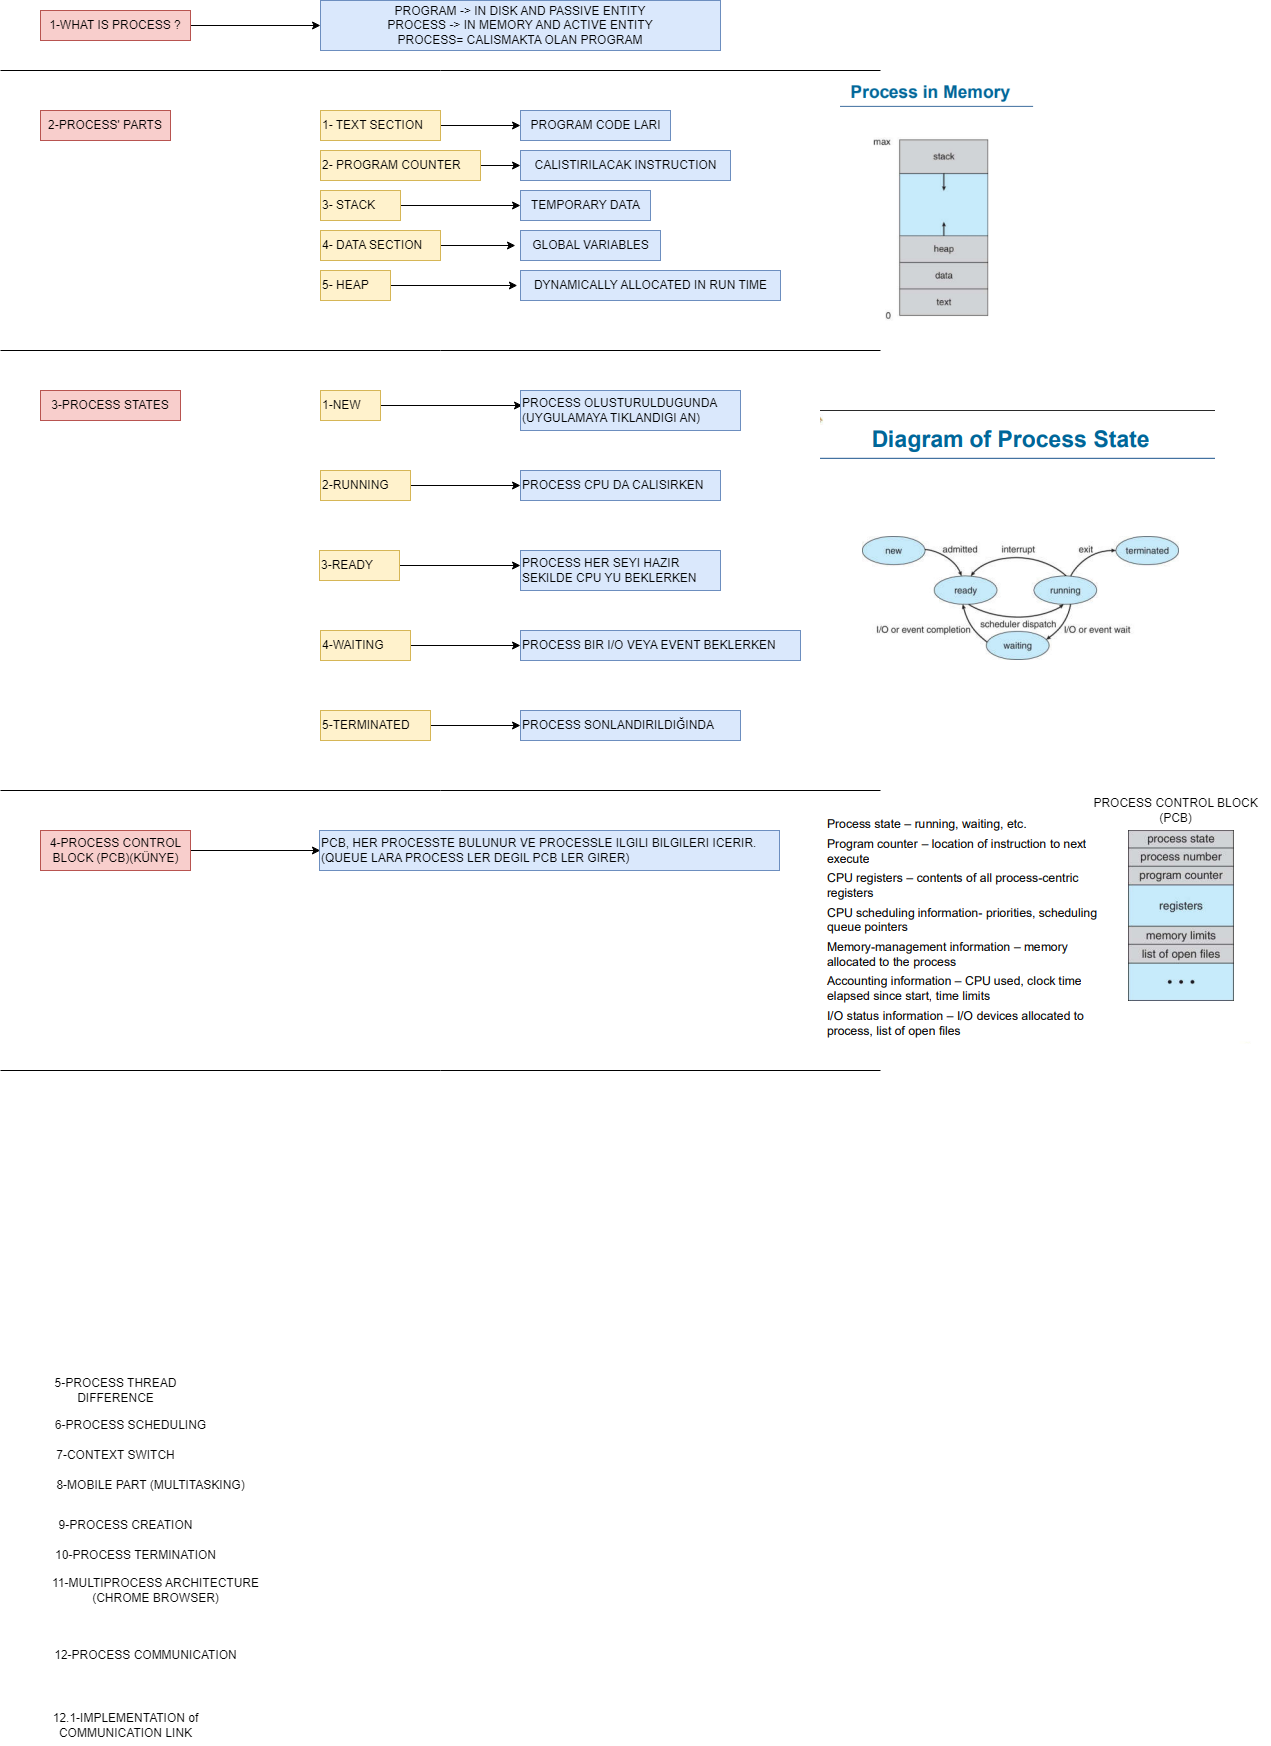 1-WHAT IS PROCESS ?
PROGRAM -> IN DISK AND PASSIVE ENTITY
PROCESS -> IN MEMORY AND ACTIVE ENTITY
PROCESS= CALISMAKTA OLAN PROGRAM
2-PROCESS' PARTS
1- TEXT SECTION
PROGRAM CODE LARI
2- PROGRAM COUNTER
CALISTIRILACAK INSTRUCTION
3- STACK
TEMPORARY DATA
4- DATA SECTION
GLOBAL VARIABLES
5- HEAP
DYNAMICALLY ALLOCATED IN RUN TIME
Process in Memory
max
stack
heap
data
text
0
3-PROCESS STATES
1-NEW
PROCESS OLUSTURULDUGUNDA
(UYGULAMAYA TIKLANDIGI AN)
2-RUNNING
PROCESS CPU DA CALISIRKEN
3-READY
PROCESS HER SEYI HAZIR
SEKILDE CPU YU BEKLERKEN
4-WAITING
PROCESS BIR I/O VEYA EVENT BEKLERKEN
5-TERMINATED
PROCESS SONLANDIRILDIĞINDA
Diagram of Process State
new
admitted
interrupt
exit
terminated
ready
running
I/O or event completion
scheduler dispatch
I/O or event wait
waiting
4-PROCESS CONTROL
BLOCK (PCB)(KÜNYE)
PCB, HER PROCESSTE BULUNUR VE PROCESSLE ILGILI BILGILERI ICERIR.
(QUEUE LARA PROCESS LER DEGIL PCB LER GIRER)
Process state – running, waiting, etc.
Program counter – location of instruction to next
execute
CPU registers – contents of all process-centric
registers
CPU scheduling information- priorities, scheduling
queue pointers
Memory-management information – memory
allocated to the process
Accounting information – CPU used, clock time
elapsed since start, time limits
I/O status information – I/O devices allocated to
process, list of open files
PROCESS CONTROL BLOCK
(PCB)
process state
process number
program counter
registers
memory limits
list of open files
• • •
5-PROCESS THREAD
DIFFERENCE
6-PROCESS SCHEDULING
7-CONTEXT SWITCH
8-MOBILE PART (MULTITASKING)
9-PROCESS CREATION
10-PROCESS TERMINATION
11-MULTIPROCESS ARCHITECTURE
(CHROME BROWSER)
12-PROCESS COMMUNICATION
12.1-IMPLEMENTATION of
COMMUNICATION LINK